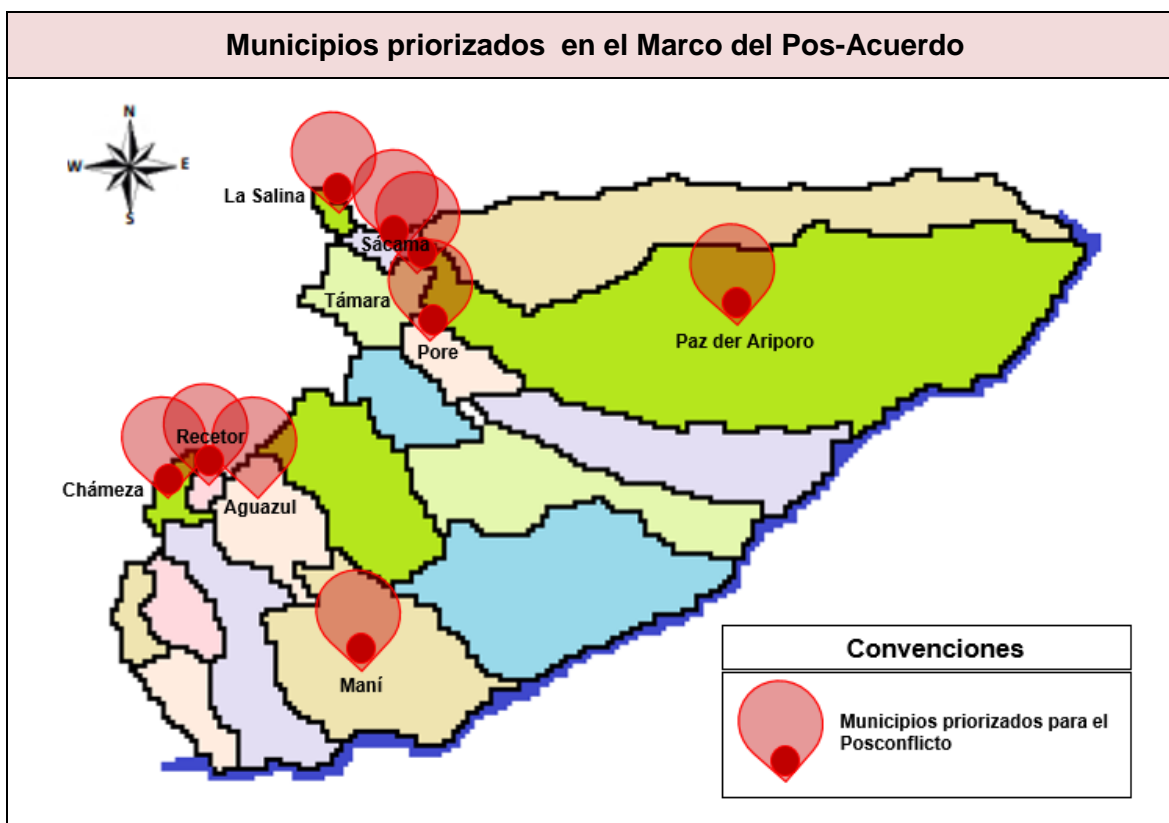 Municipios priorizados en el Marco del Pos-Acuerdo
N
W E
S
La Salina
Sácama
Támara
Pore
Paz der Ariporo
Recetor
Chámeza
Aguazul
Maní
Convenciones
Municipios priorizados para el
Posconflicto